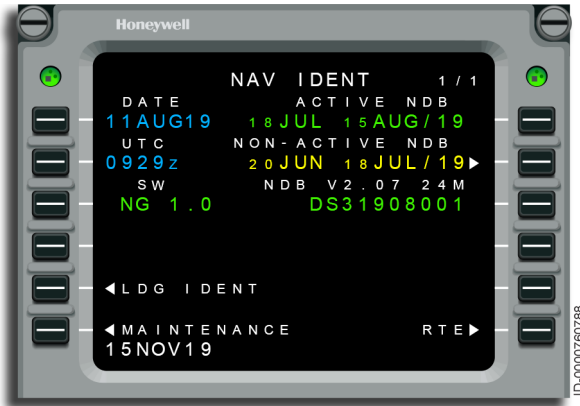 Honeywell
NAV IDENT 1/1
DATE ACTIVE NDB
11AUG19 18JUL 15AUG/19
UTC NON-ACTIVE NDB
0929z 20JUN 18JUL/19▶
SW NDB V2.07 24M
NG 1.0 DS31908001
◀LDG IDENT
◀MAINTENANCE RTE▶
15NOV19
ID-0000760788